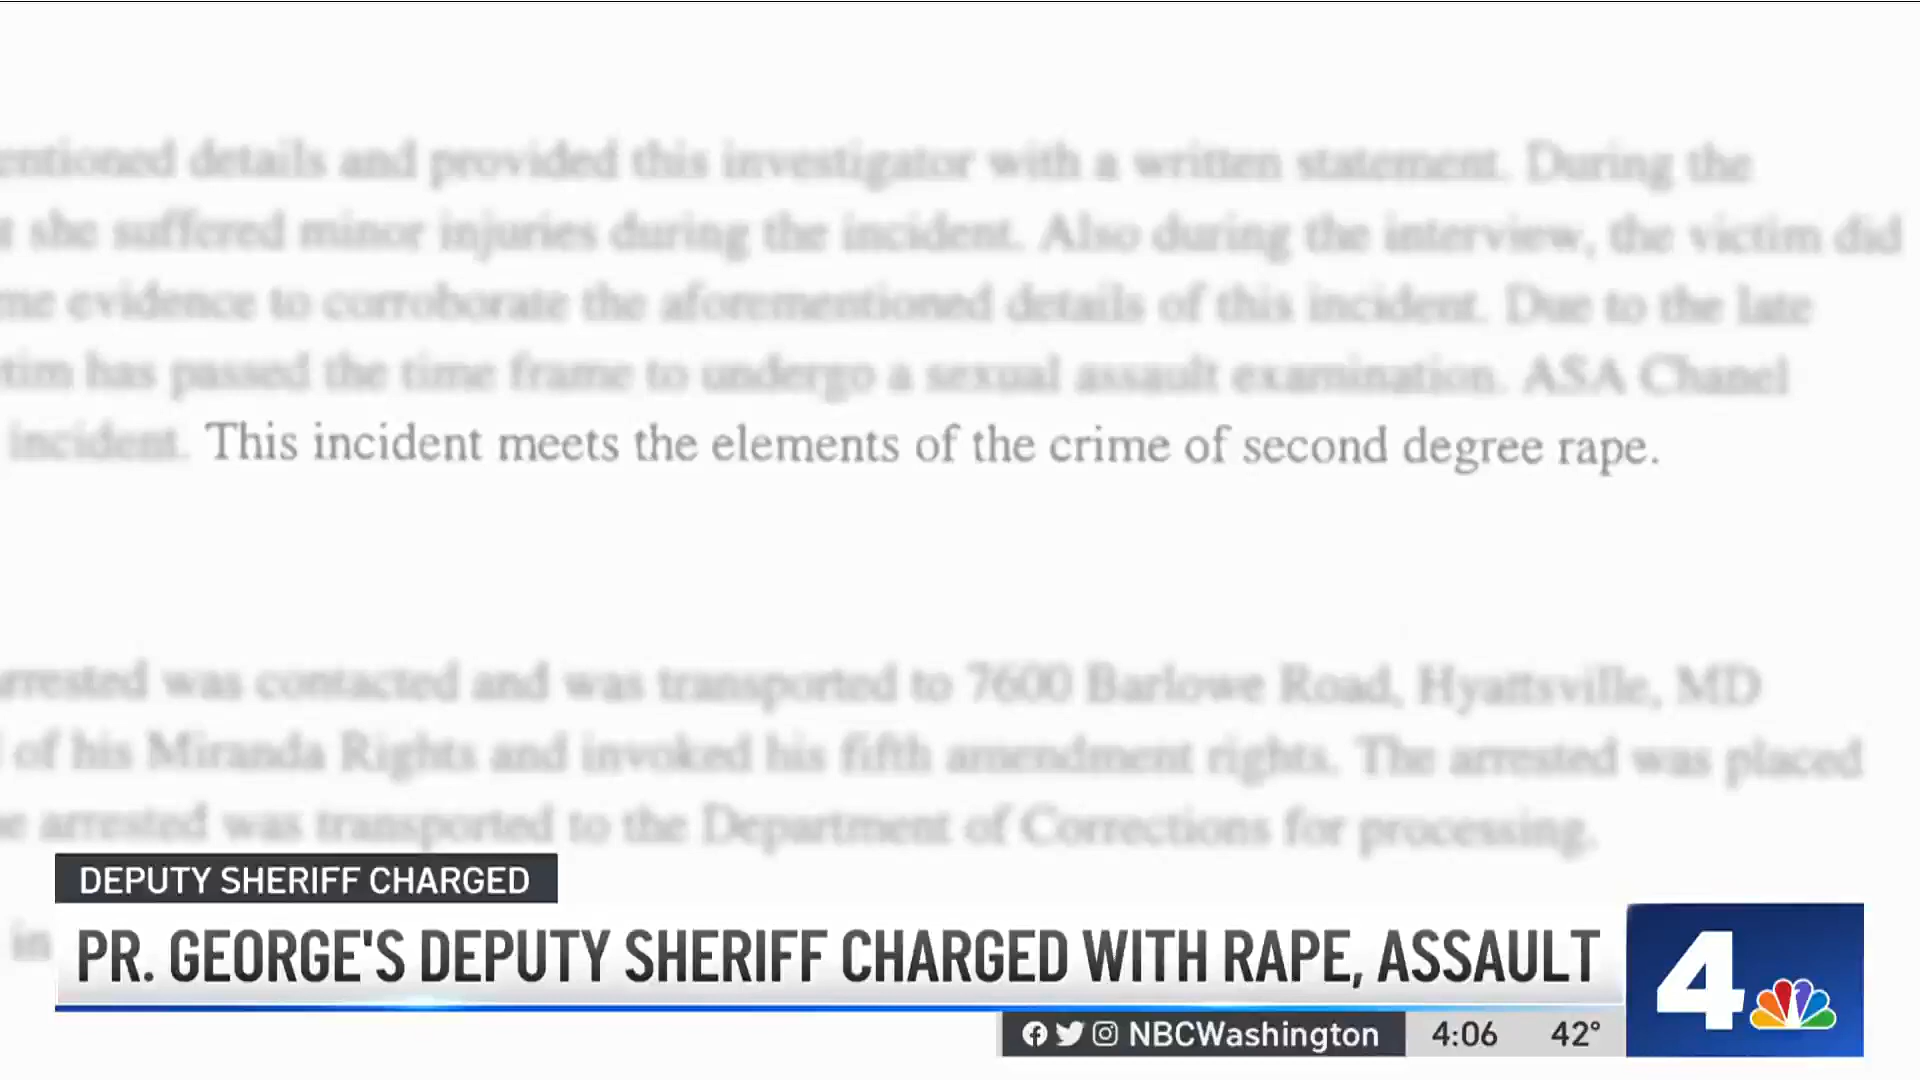 entioned details and provided this investigator with a written statement. During the
t she suffered minor injuries during the incident. Also during the interview, the victim did
me evidence to corroborate the aforementioned details of this incident. Due to the late
tim has passed the time frame to undergo a sexual assault examination. ASA Chanel
incident. This incident meets the elements of the crime of second degree rape.
arrested was contacted and was transported to 7600 Barlowe Road, Hyattsville, MD
of his Miranda Rights and invoked his fifth amendment rights. The arrested was placed
e arrested was transported to the Department of Corrections for processing.
in
DEPUTY SHERIFF CHARGED
PR. GEORGE'S DEPUTY SHERIFF CHARGED WITH RAPE, ASSAULT
4
NBCWashington 4:06 42°